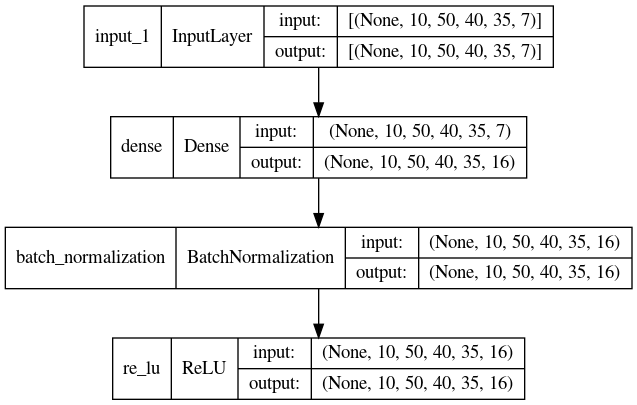 input_1 InputLayer input: [(None, 10, 50, 40, 35, 7)]
output: [(None, 10, 50, 40, 35, 7)]
dense Dense input: (None, 10, 50, 40, 35, 7)
output: (None, 10, 50, 40, 35, 16)
batch_normalization BatchNormalization input: (None, 10, 50, 40, 35, 16)
output: (None, 10, 50, 40, 35, 16)
re_lu ReLU input: (None, 10, 50, 40, 35, 16)
output: (None, 10, 50, 40, 35, 16)